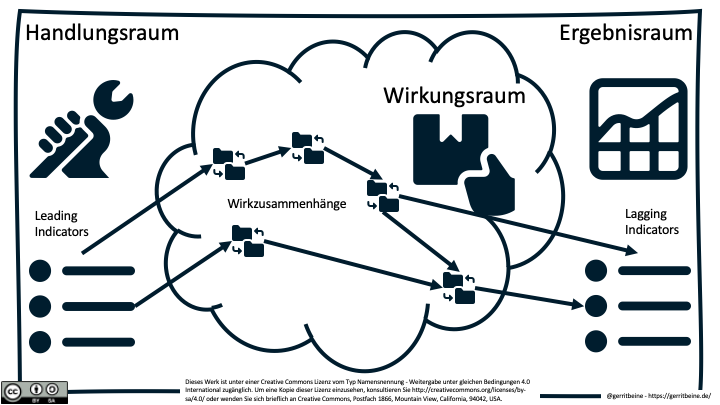 Handlungsraum
Ergebnisraum
Wirkungsraum
Wirkzusammenhänge
Leading
Indicators
Lagging
Indicators
Dieses Werk ist unter einer Creative Commons Lizenz vom Typ Namensnennung - Weitergabe unter gleichen Bedingungen 4.0
International zugänglich. Um eine Kopie dieser Lizenz einzusehen, konsultieren Sie http://creativecommons.org/licenses/by-
sa/4.0/ oder wenden Sie sich brieflich an Creative Commons, Postfach 1866, Mountain View, California, 94042, USA.
cc BY SA
@gerritbeine - https://gerritbeine.de/